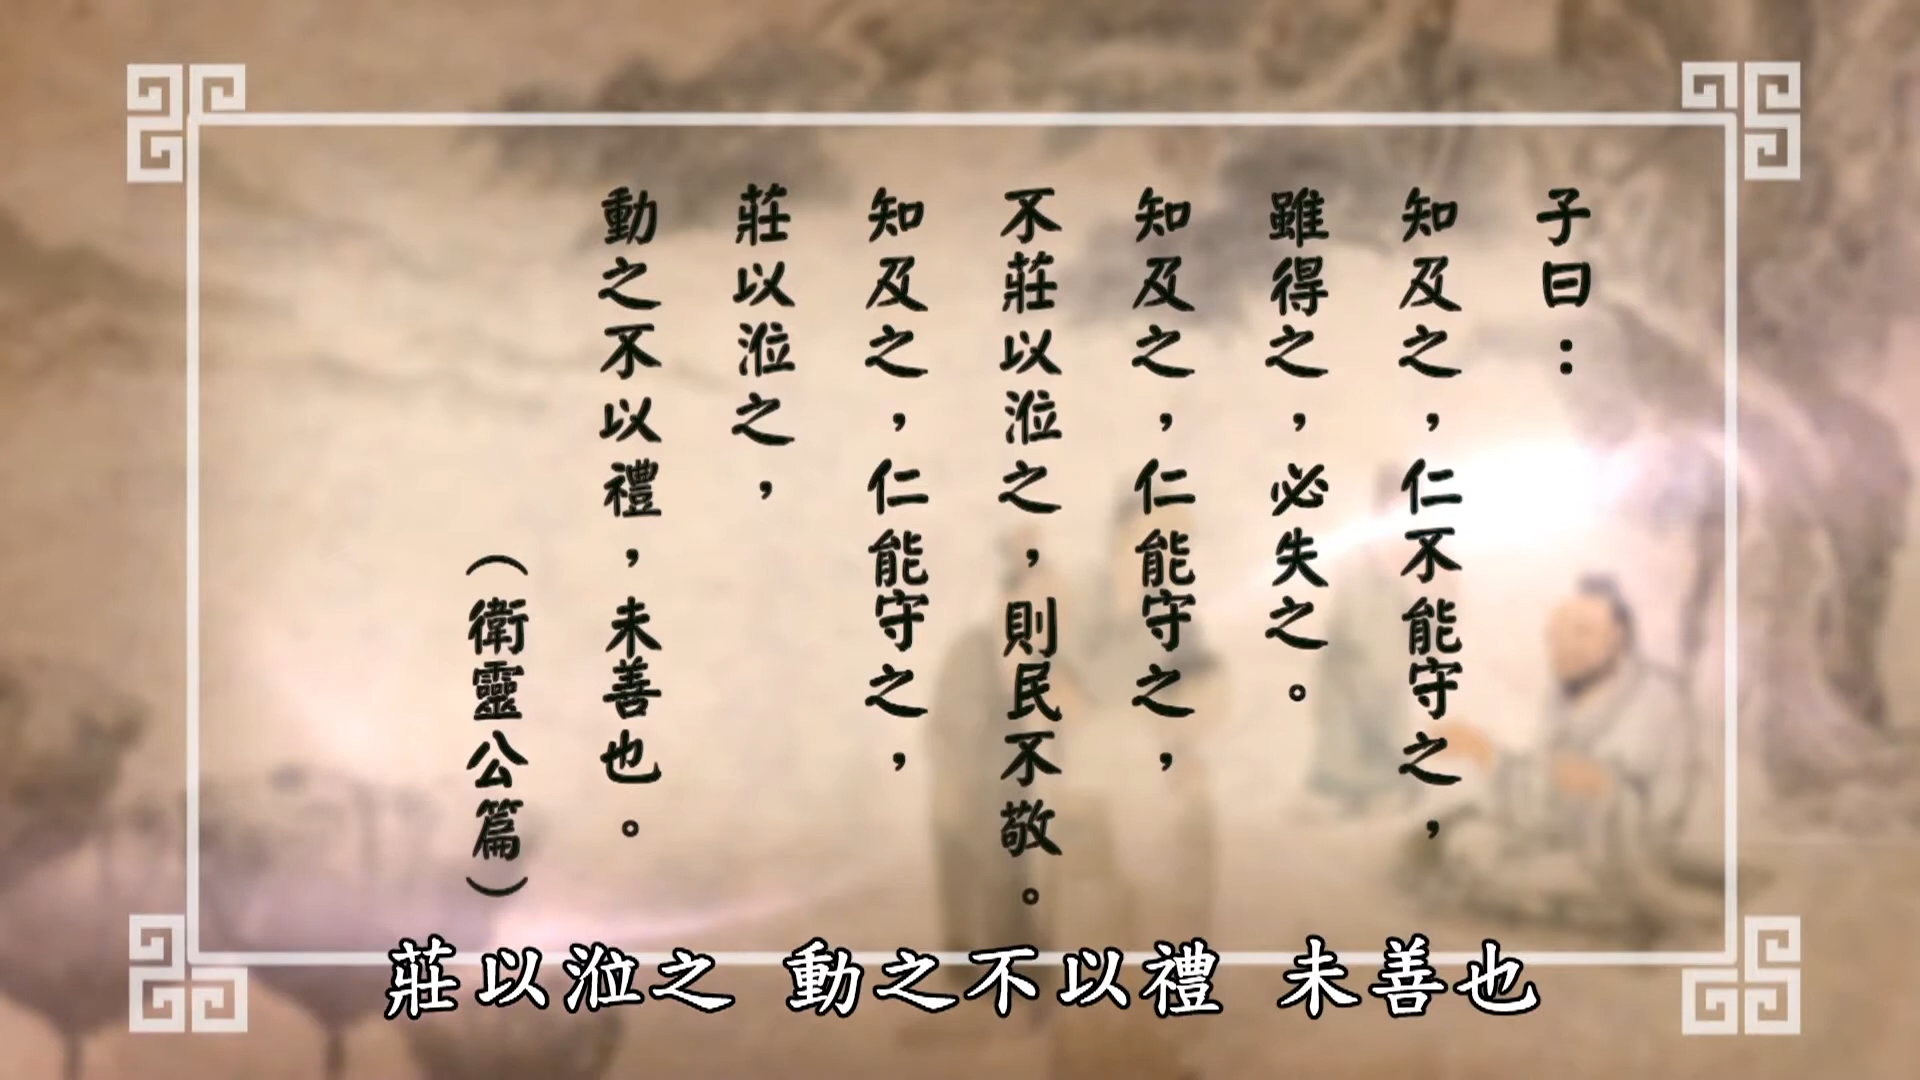 子曰：
知及之，仁不能守之，
雖得之，必失之。
知及之，仁能守之，
不莊以涖之，則民不敬。
知及之，仁能守之，
莊以涖之，
動之不以禮，未善也。
（衛靈公篇）
莊以涖之 動之不以禮 未善也